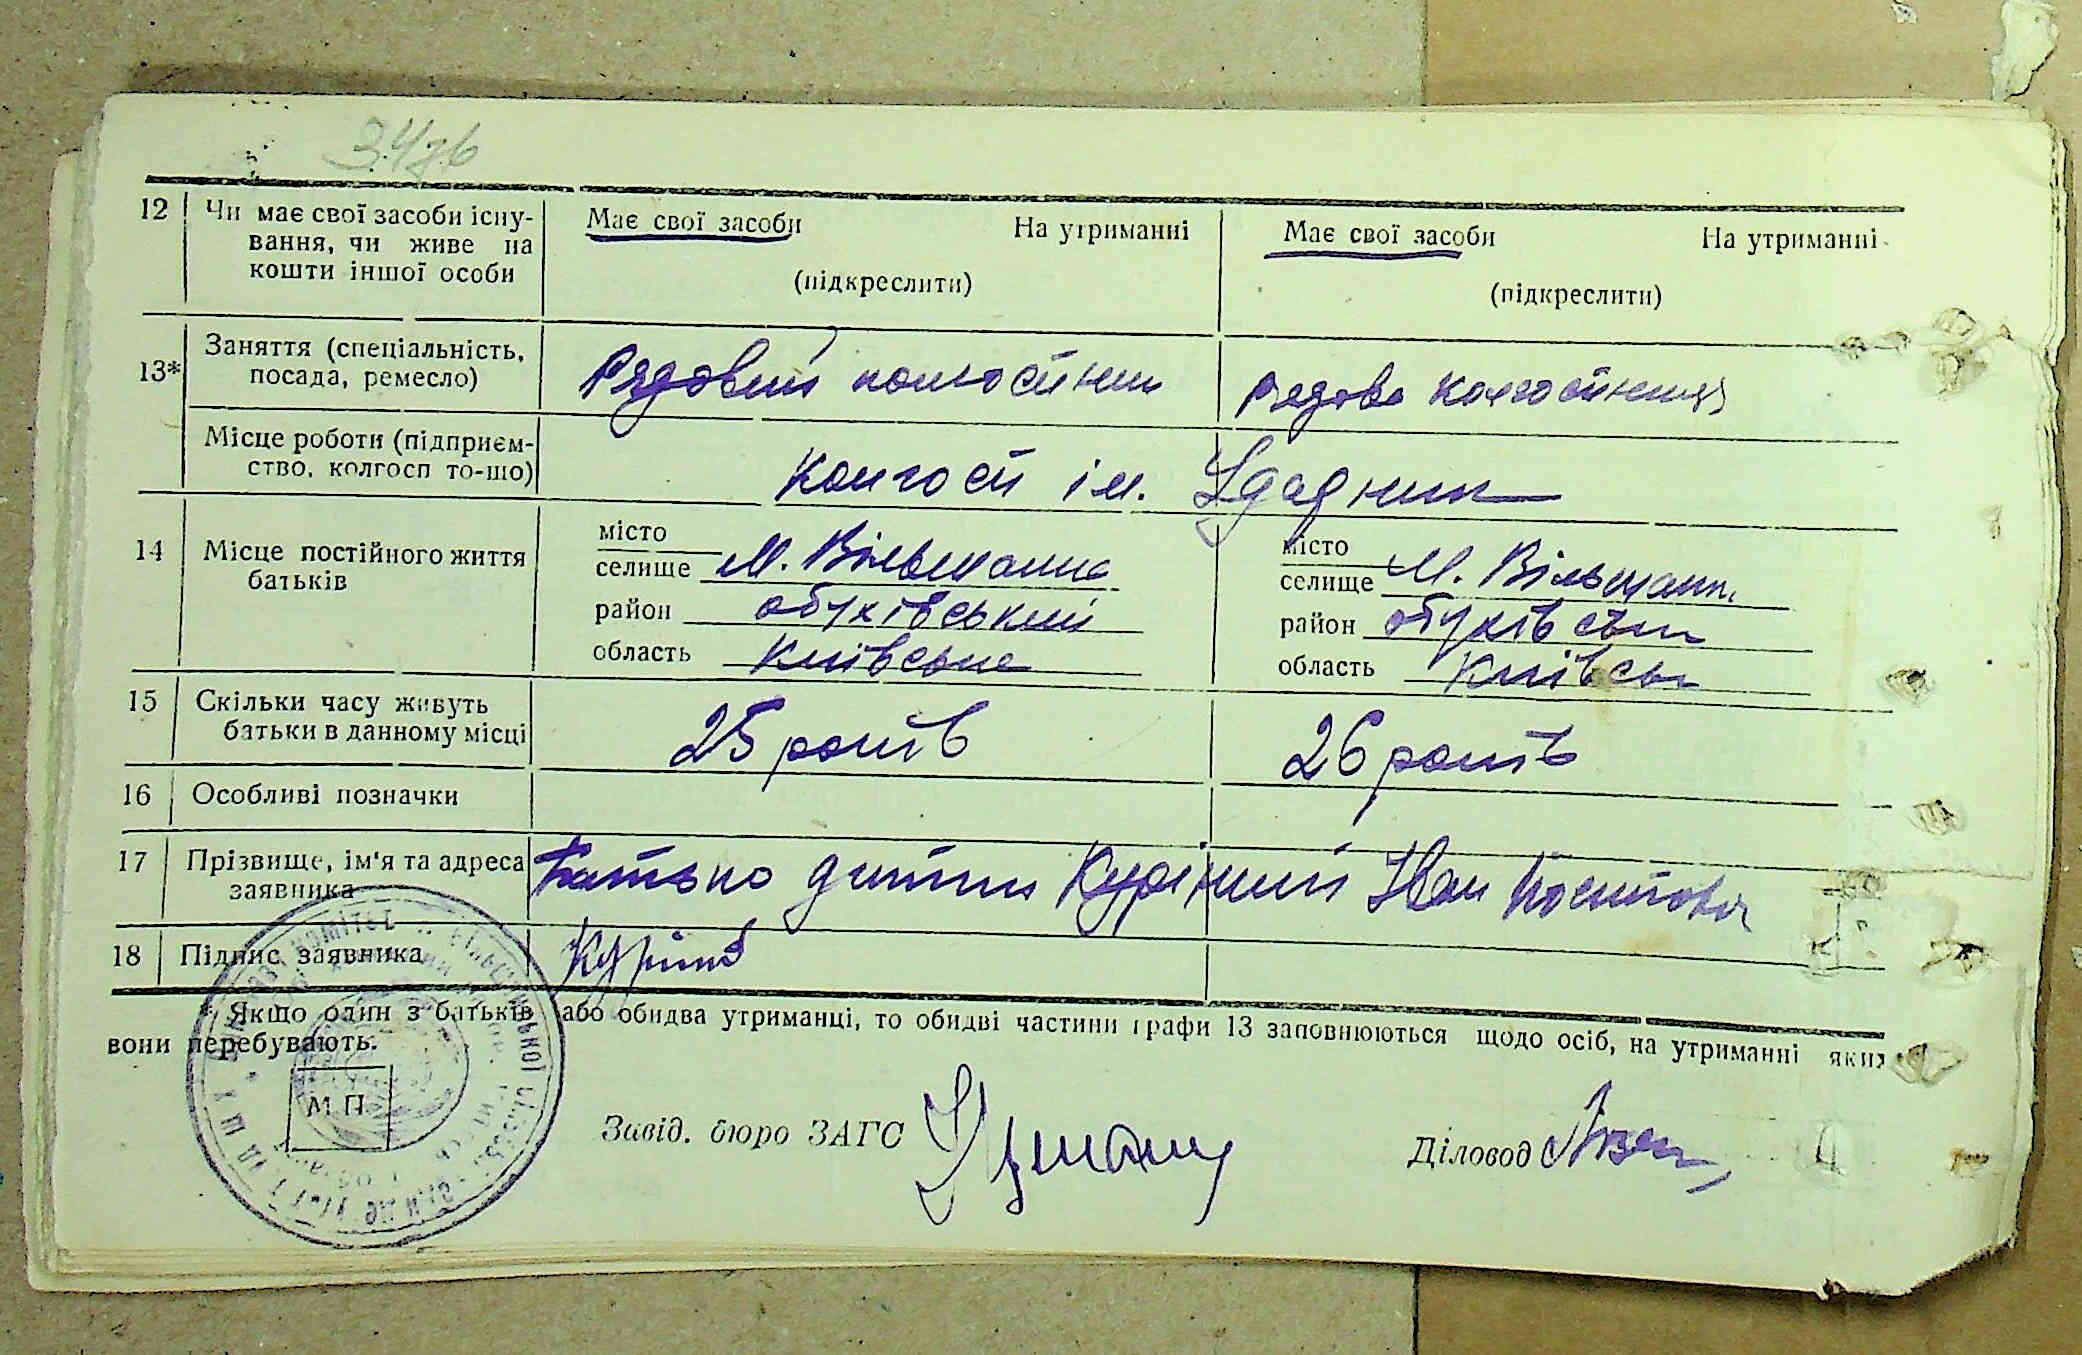 34зв
12 Чи має свої засоби існу- Має свої засоби На утриманні Має свої засоби На утриманні
вання, чи живе на
кошти іншої особи (підкреслити) (підкреслити)
13* Заняття (спеціальність, Рядовий колгоспник рядова колгоспниця
посада, ремесло)
Місце роботи (підприєм- Колгосп ім.
ство, колгосп то-що)
14 Місце постійного життя місто місто
батьків селище М. Вільшанка селище М. Вільшанк
район обухівський район обухівськ
область Київська область Київськ
15 Скільки часу живуть 25 років 26 років
батьки в данному місці
16 Особливі позначки
17 Прізвище, ім'я та адреса Батько дитини Курінний Іван Йосипович
заявника
18 Підпис заявника
* Якщо один з батьків або обидва утриманці, то обидві частини графи 13 заповнюються щодо осіб, на утриманні яких
вони перебувають.
М П
Завід. бюро ЗАГС Діловод